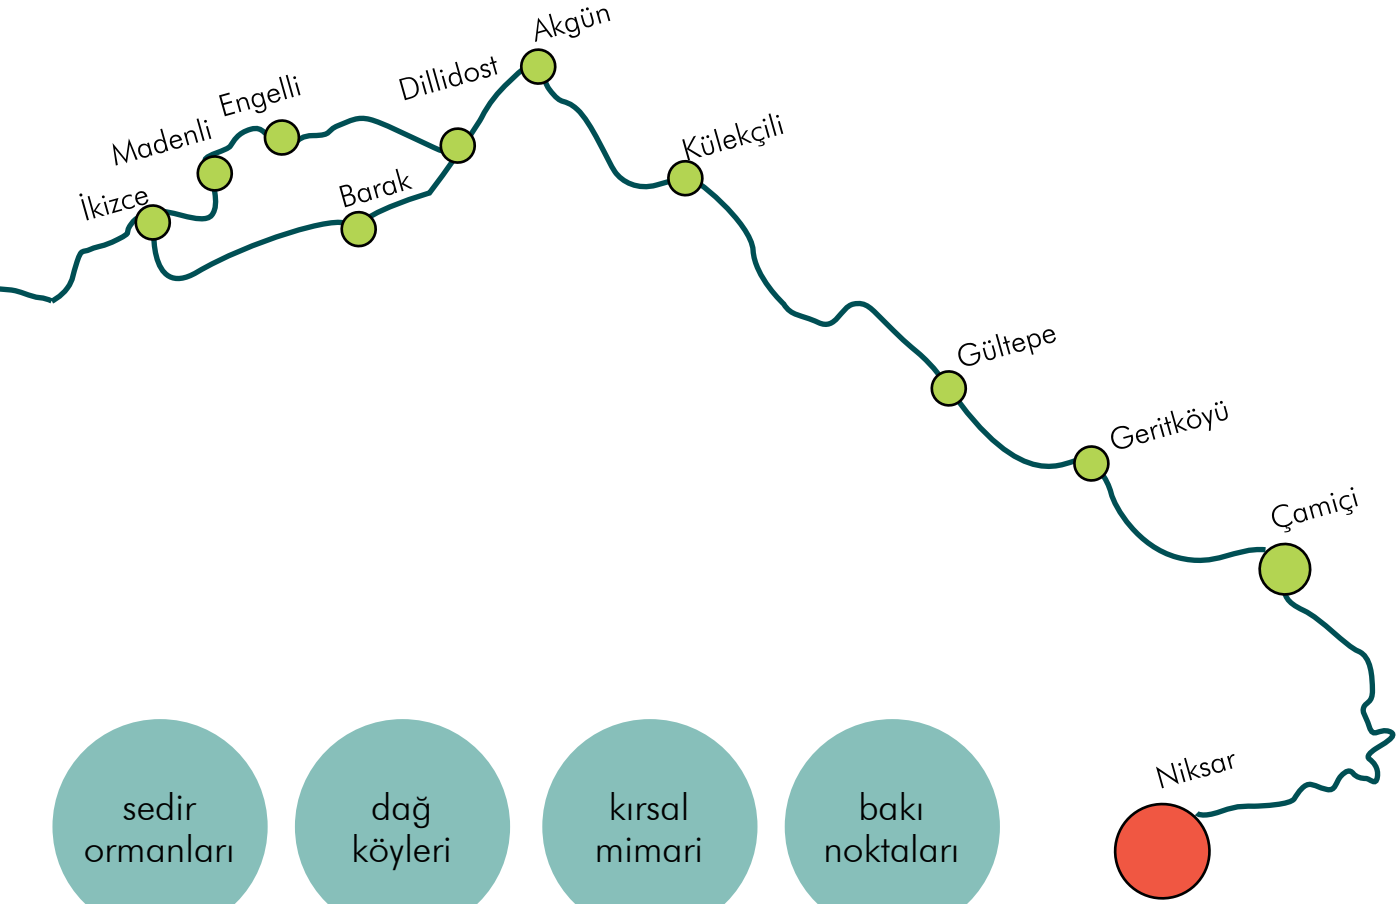 Akgün
Dillidost
Engelli
Madenli
Külekçili
Barak
İkizce
Gültepe
Geritköyü
Çamiçi
Niksar
sedir
ormanları
dağ
köyleri
kırsal
mimari
bakı
noktaları